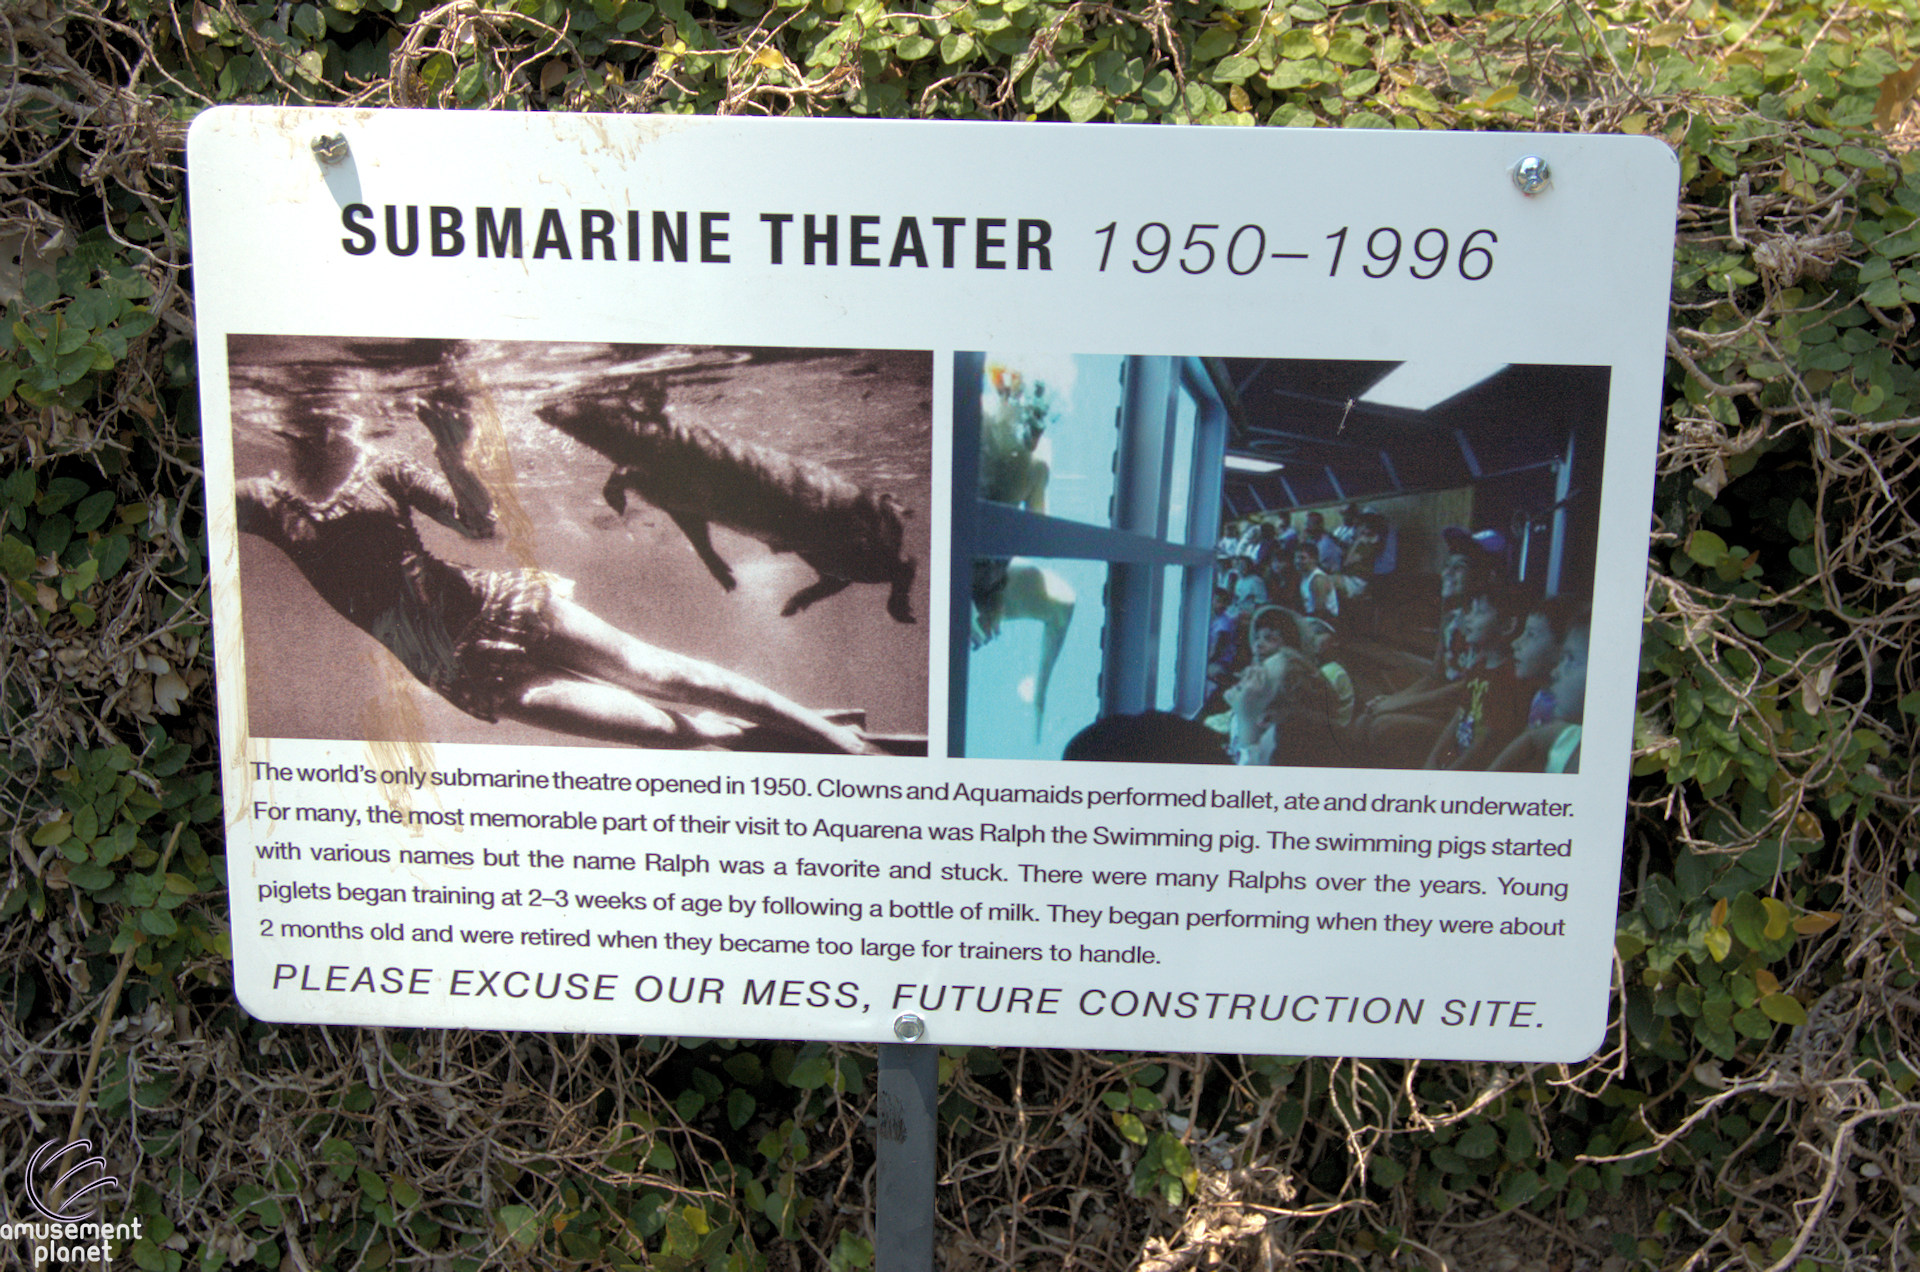 SUBMARINE THEATER 1950–1996
The world's only submarine theatre opened in 1950. Clowns and Aquamaids performed ballet, ate and drank underwater.
For many, the most memorable part of their visit to Aquarena was Ralph the Swimming pig. The swimming pigs started
with various names but the name Ralph was a favorite and stuck. There were many Ralphs over the years. Young
piglets began training at 2–3 weeks of age by following a bottle of milk. They began performing when they were about
2 months old and were retired when they became too large for trainers to handle.
PLEASE EXCUSE OUR MESS, FUTURE CONSTRUCTION SITE.
amusement
planet